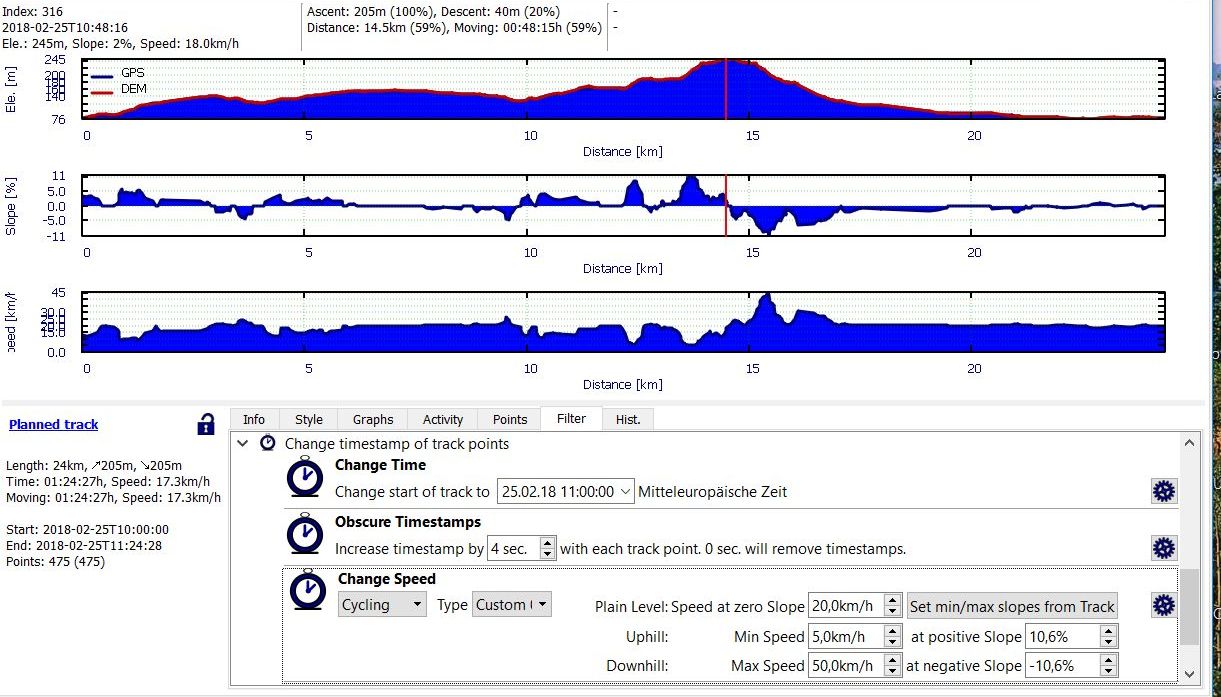 Index: 316
2018-02-25T10:48:16
Ele.: 245m, Slope: 2%, Speed: 18.0km/h
Ascent: 205m (100%), Descent: 40m (20%)
Distance: 14.5km (59%), Moving: 00:48:15h (59%)
-
-
Ele. [m]
245
200
140
76
GPS
DEM
0 5 10 15 20
Distance [km]
Slope [%]
11
5.0
0.0
-5.0
-11
0 5 10 15 20
Distance [km]
peed [km/h
45
30.0
15.0
0.0
0 5 10 15 20
Distance [km]
Planned track
Length: 24km, ↗205m, ↘205m
Time: 01:24:27h, Speed: 17.3km/h
Moving: 01:24:27h, Speed: 17.3km/h
Start: 2018-02-25T10:00:00
End: 2018-02-25T11:24:28
Points: 475 (475)
Info Style Graphs Activity Points Filter Hist.
Change timestamp of track points
Change Time
Change start of track to 25.02.18 11:00:00 Mitteleuropäische Zeit
Obscure Timestamps
Increase timestamp by 4 sec. with each track point. 0 sec. will remove timestamps.
Change Speed
Cycling Type Custom Plain Level: Speed at zero Slope 20,0km/h Set min/max slopes from Track
Uphill: Min Speed 5,0km/h at positive Slope 10,6%
Downhill: Max Speed 50,0km/h at negative Slope -10,6%